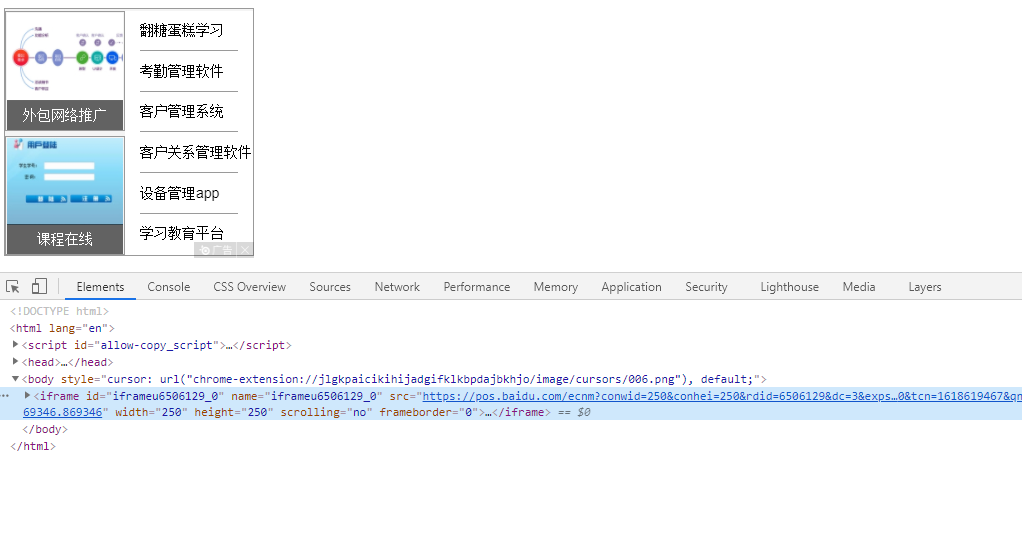 外包网络推广
用户登陆
课程在线
翻糖蛋糕学习
考勤管理软件
客户管理系统
客户关系管理软件
设备管理app
学习教育平台
广告
Elements Console CSS Overview Sources Network Performance Memory Application Security Lighthouse Media Layers
<!DOCTYPE html>
<html lang="en">
<script id="allow-copy_script">…</script>
<head>…</head>
<body style="cursor: url("chrome-extension://jlgkpaicikihijadgifklkbpdajbkhjo/image/cursors/006.png"), default;">
<iframe id="iframeu6506129_0" name="iframeu6506129_0" src="https://pos.baidu.com/ecnm?conwid=250&conhei=250&rdid=6506129&dc=3&exps…0&tcn=1618619467&qn
69346.869346" width="250" height="250" scrolling="no" frameborder="0">…</iframe> == $0
</body>
</html>